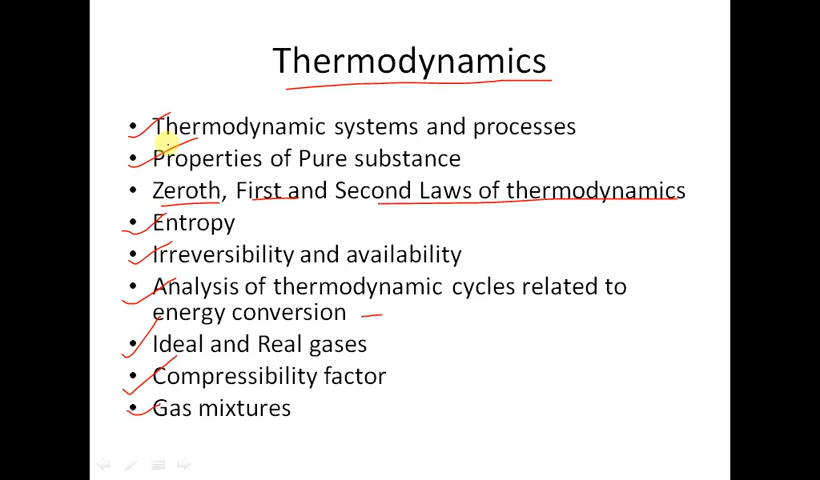 Thermodynamics
• Thermodynamic systems and processes
• Properties of Pure substance
• Zeroth, First and Second Laws of thermodynamics
• Entropy
• Irreversibility and availability
• Analysis of thermodynamic cycles related to
energy conversion
• Ideal and Real gases
• Compressibility factor
• Gas mixtures